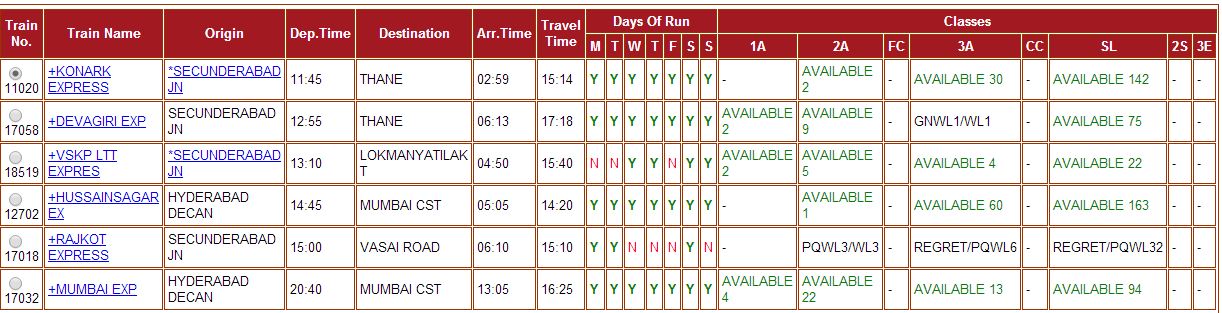 Train No. Train Name Origin Dep.Time Destination Arr.Time Travel Time Days Of Run Classes
M T W T F S S 1A 2A FC 3A CC SL 2S 3E
11020 +KONARK EXPRESS *SECUNDERABAD JN 11:45 THANE 02:59 15:14 Y Y Y Y Y Y Y - AVAILABLE 2 - AVAILABLE 30 - AVAILABLE 142 - -
17058 +DEVAGIRI EXP SECUNDERABAD JN 12:55 THANE 06:13 17:18 Y Y Y Y Y Y Y AVAILABLE 2 AVAILABLE 9 - GNWL1/WL1 - AVAILABLE 75 - -
18519 +VSKP LTT EXPRES *SECUNDERABAD JN 13:10 LOKMANYATILAK T 04:50 15:40 N N Y Y N Y Y AVAILABLE 2 AVAILABLE 5 - AVAILABLE 4 - AVAILABLE 22 - -
12702 +HUSSAINSAGAR EX HYDERABAD DECAN 14:45 MUMBAI CST 05:05 14:20 Y Y Y Y Y Y Y - AVAILABLE 1 - AVAILABLE 60 - AVAILABLE 163 - -
17018 +RAJKOT EXPRESS SECUNDERABAD JN 15:00 VASAI ROAD 06:10 15:10 Y Y N N N Y N - PQWL3/WL3 - REGRET/PQWL6 - REGRET/PQWL32 - -
17032 +MUMBAI EXP HYDERABAD DECAN 20:40 MUMBAI CST 13:05 16:25 Y Y Y Y Y Y Y AVAILABLE 4 AVAILABLE 22 - AVAILABLE 13 - AVAILABLE 94 - -